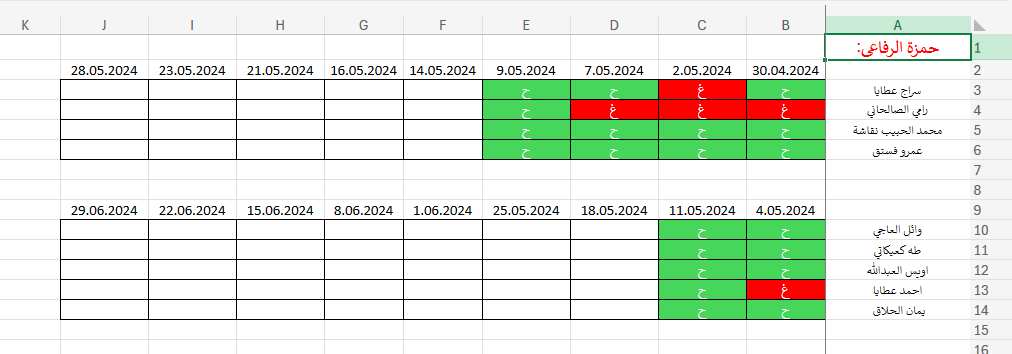 A B C D E F G H I J K
1 حمزة الرفاعي:
2 30.04.2024 2.05.2024 7.05.2024 9.05.2024 14.05.2024 16.05.2024 21.05.2024 23.05.2024 28.05.2024
3 سراج عطايا ح غ ح ح
4 رامي الصالحاني غ غ غ ح
5 محمد الحبيب نقاشة ح ح ح ح
6 عمرو فستق ح ح ح ح
7
8
9 4.05.2024 11.05.2024 18.05.2024 25.05.2024 1.06.2024 8.06.2024 15.06.2024 22.06.2024 29.06.2024
10 وائل العاجي ح ح
11 طه كعيكاتي ح ح
12 اويس العبدالله ح ح
13 احمد عطايا غ ح
14 يمان الحلاق ح ح
15
16